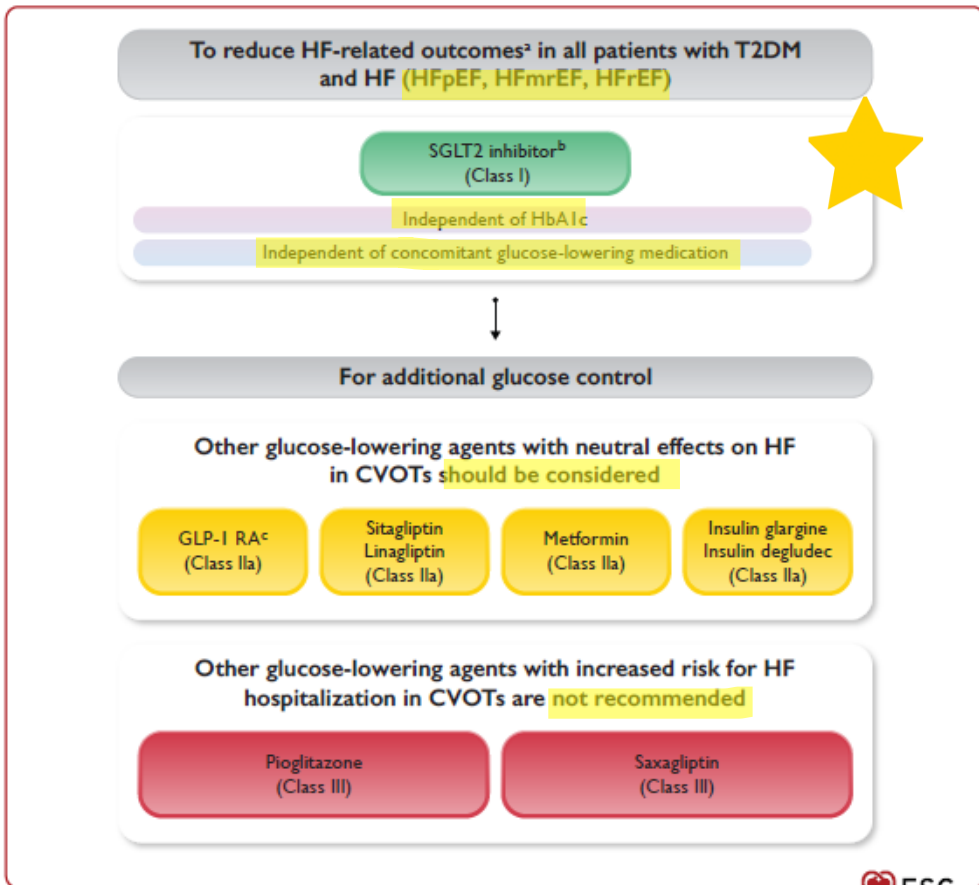 To reduce HF-related outcomesᵃ in all patients with T2DM
and HF (HFpEF, HFmrEF, HFrEF)
SGLT2 inhibitorᵇ
(Class I)
Independent of HbA1c
Independent of concomitant glucose-lowering medication
For additional glucose control
Other glucose-lowering agents with neutral effects on HF
in CVOTs should be considered
GLP-1 RAᶜ
(Class IIa)
Sitagliptin
Linagliptin
(Class IIa)
Metformin
(Class IIa)
Insulin glargine
Insulin degludec
(Class IIa)
Other glucose-lowering agents with increased risk for HF
hospitalization in CVOTs are not recommended
Pioglitazone
(Class III)
Saxagliptin
(Class III)
ESC